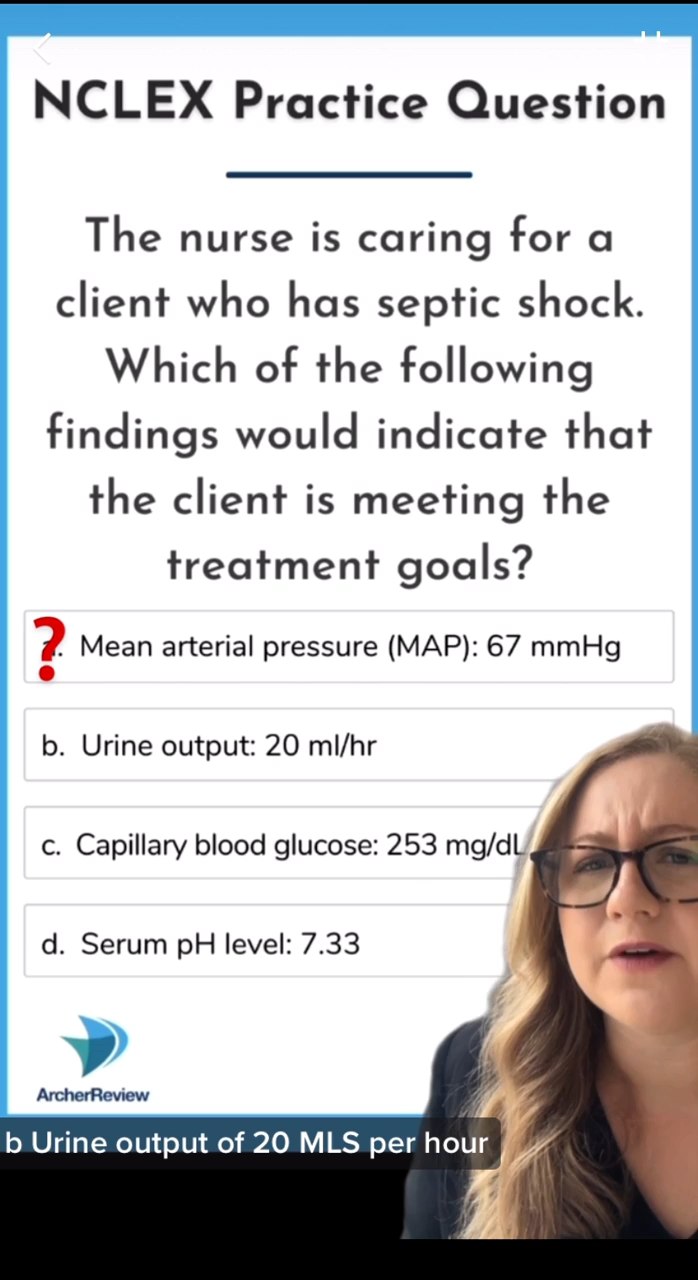 NCLEX Practice Question
The nurse is caring for a
client who has septic shock.
Which of the following
findings would indicate that
the client is meeting the
treatment goals?
❓ Mean arterial pressure (MAP): 67 mmHg
b. Urine output: 20 ml/hr
c. Capillary blood glucose: 253 mg/dL
d. Serum pH level: 7.33
ArcherReview
b Urine output of 20 MLS per hour